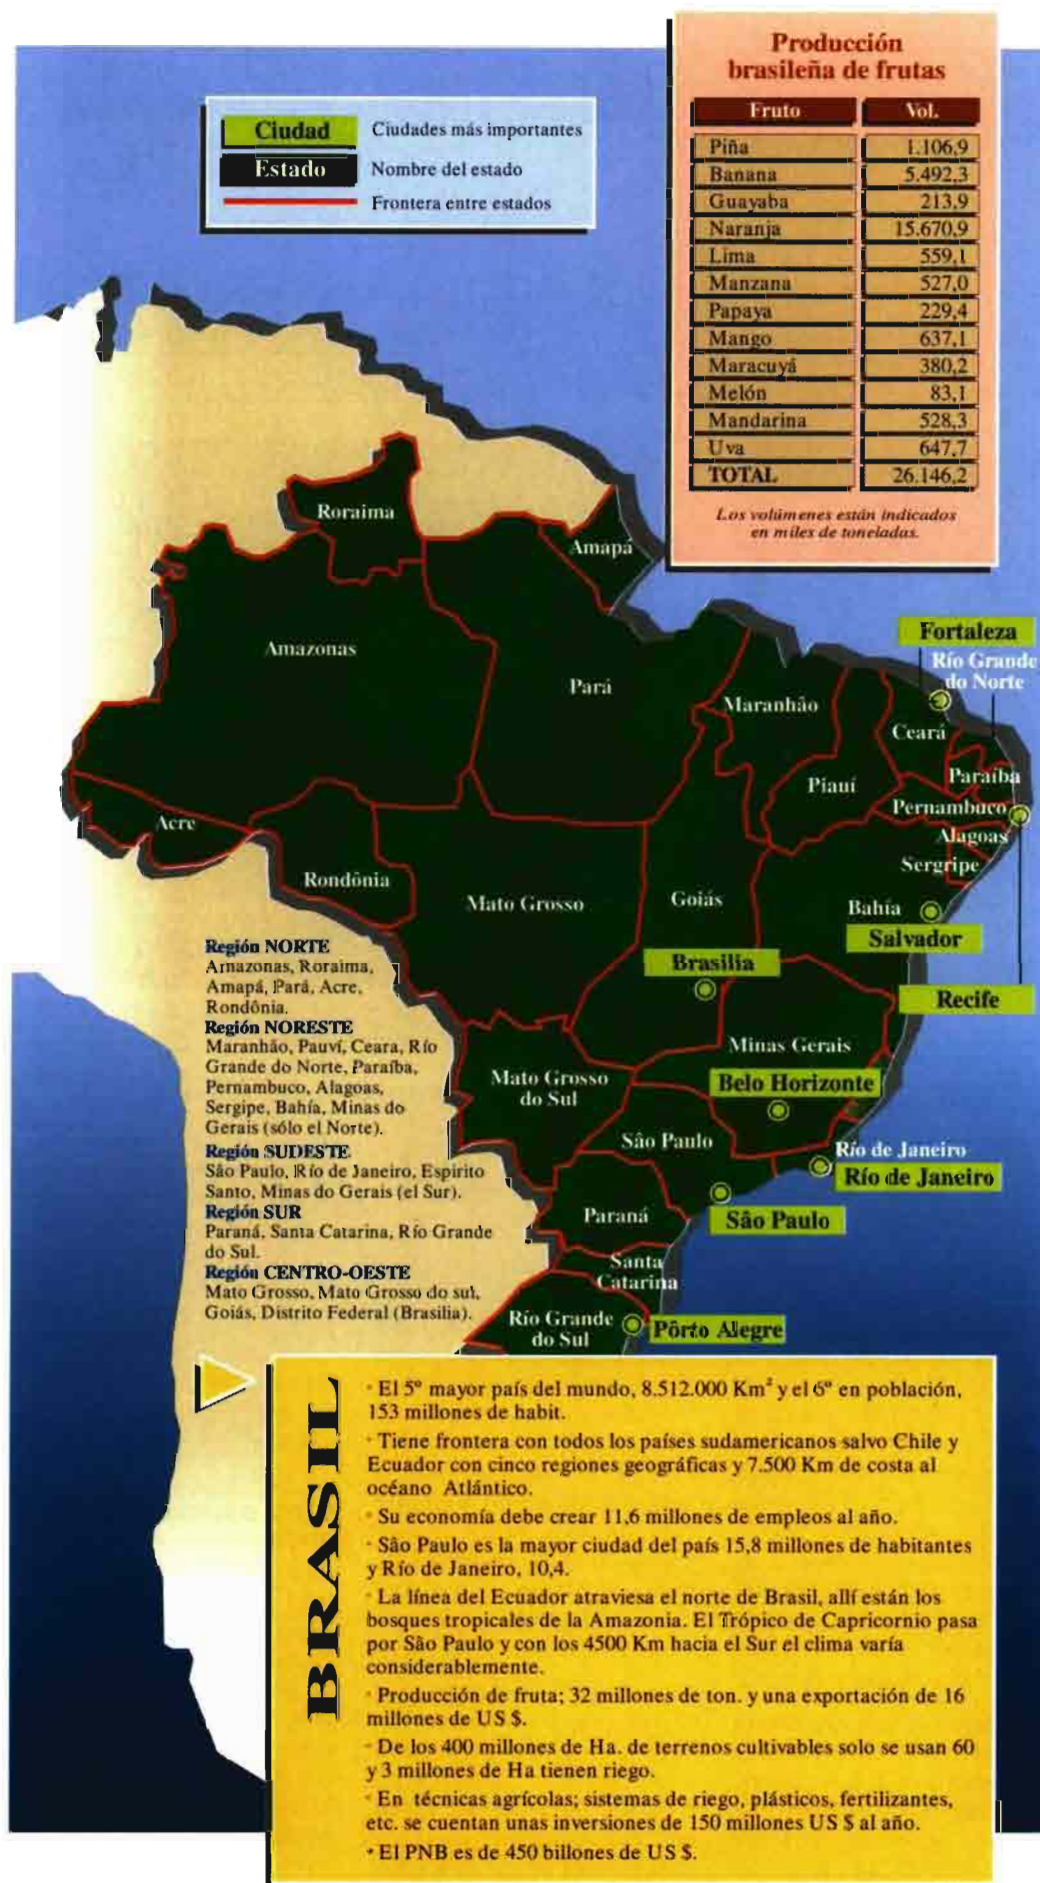 Producción
brasileña de frutas
Fruto Vol.
Piña 1.106,9
Banana 5.492,3
Guayaba 213,9
Naranja 15.670,9
Lima 559,1
Manzana 527,0
Papaya 229,4
Mango 637,1
Maracuyá 380,2
Melón 83,1
Mandarina 528,3
Uva 647,7
TOTAL 26.146,2
Los volúmenes están indicados
en miles de toneladas.
Ciudad Ciudades más importantes
Estado Nombre del estado
Frontera entre estados
Roraima
Amapá
Amazonas
Pará
Fortaleza
Río Grande
do Norte
Maranhâo
Ceará
Piauí
Paraíba
Pernambuco
Acre
Alagoas
Sergripe
Rondônia
Mato Grosso
Goiás
Bahía
Salvador
Brasilia
Recife
Minas Gerais
Mato Grosso
do Sul
Belo Horizonte
Sâo Paulo
Río de Janeiro
Río de Janeiro
Paraná
Sâo Paulo
Santa
Catarina
Río Grande
do Sul
Pôrto Alegre
Región NORTE
Amazonas, Roraima,
Amapá, Pará, Acre,
Rondônia.
Región NORESTE
Maranhâo, Pauví, Ceara, Río
Grande do Norte, Paraíba,
Pernambuco, Alagoas,
Sergipe, Bahía, Minas do
Gerais (sólo el Norte).
Región SUDESTE
Sâo Paulo, Río de Janeiro, Espirito
Santo, Minas do Gerais (el Sur).
Región SUR
Paraná, Santa Catarina, Río Grande
do Sul.
Región CENTRO-OESTE
Mato Grosso, Mato Grosso do sul,
Goiás, Distrito Federal (Brasilia).
BRASIL
· El 5º mayor país del mundo, 8.512.000 Km² y el 6º en población,
153 millones de habit.
· Tiene frontera con todos los países sudamericanos salvo Chile y
Ecuador con cinco regiones geográficas y 7.500 Km de costa al
océano Atlántico.
· Su economía debe crear 11,6 millones de empleos al año.
· Sâo Paulo es la mayor ciudad del país 15,8 millones de habitantes
y Río de Janeiro, 10,4.
· La línea del Ecuador atraviesa el norte de Brasil, allí están los
bosques tropicales de la Amazonia. El Trópico de Capricornio pasa
por Sâo Paulo y con los 4500 Km hacia el Sur el clima varía
considerablemente.
· Producción de fruta; 32 millones de ton. y una exportación de 16
millones de US $.
· De los 400 millones de Ha. de terrenos cultivables solo se usan 60
y 3 millones de Ha tienen riego.
· En técnicas agrícolas; sistemas de riego, plásticos, fertilizantes,
etc. se cuentan unas inversiones de 150 millones US $ al año.
· El PNB es de 450 billones de US $.